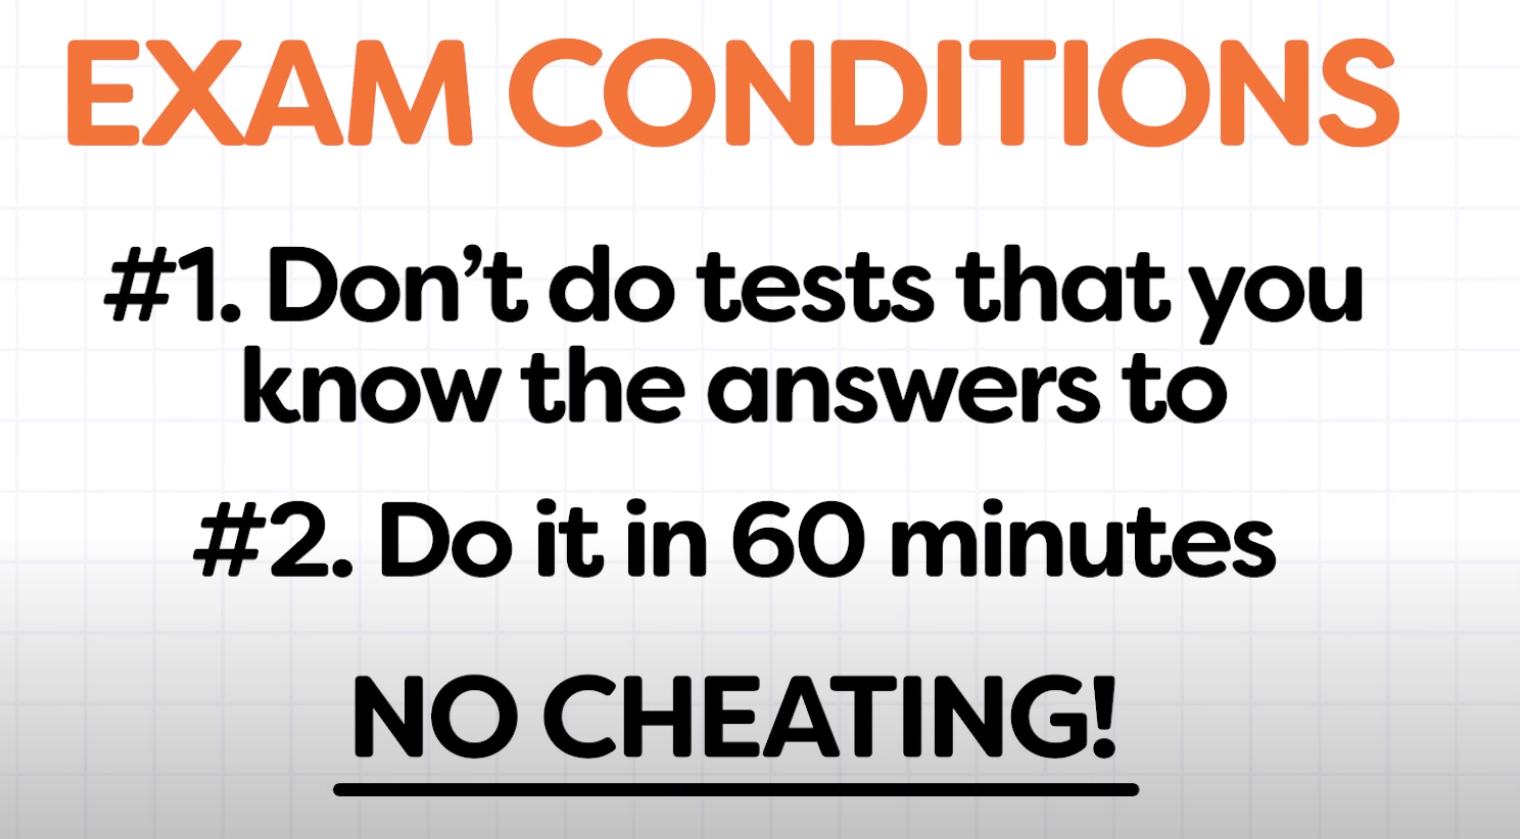 EXAM CONDITIONS
#1. Don’t do tests that you
know the answers to
#2. Do it in 60 minutes
NO CHEATING!